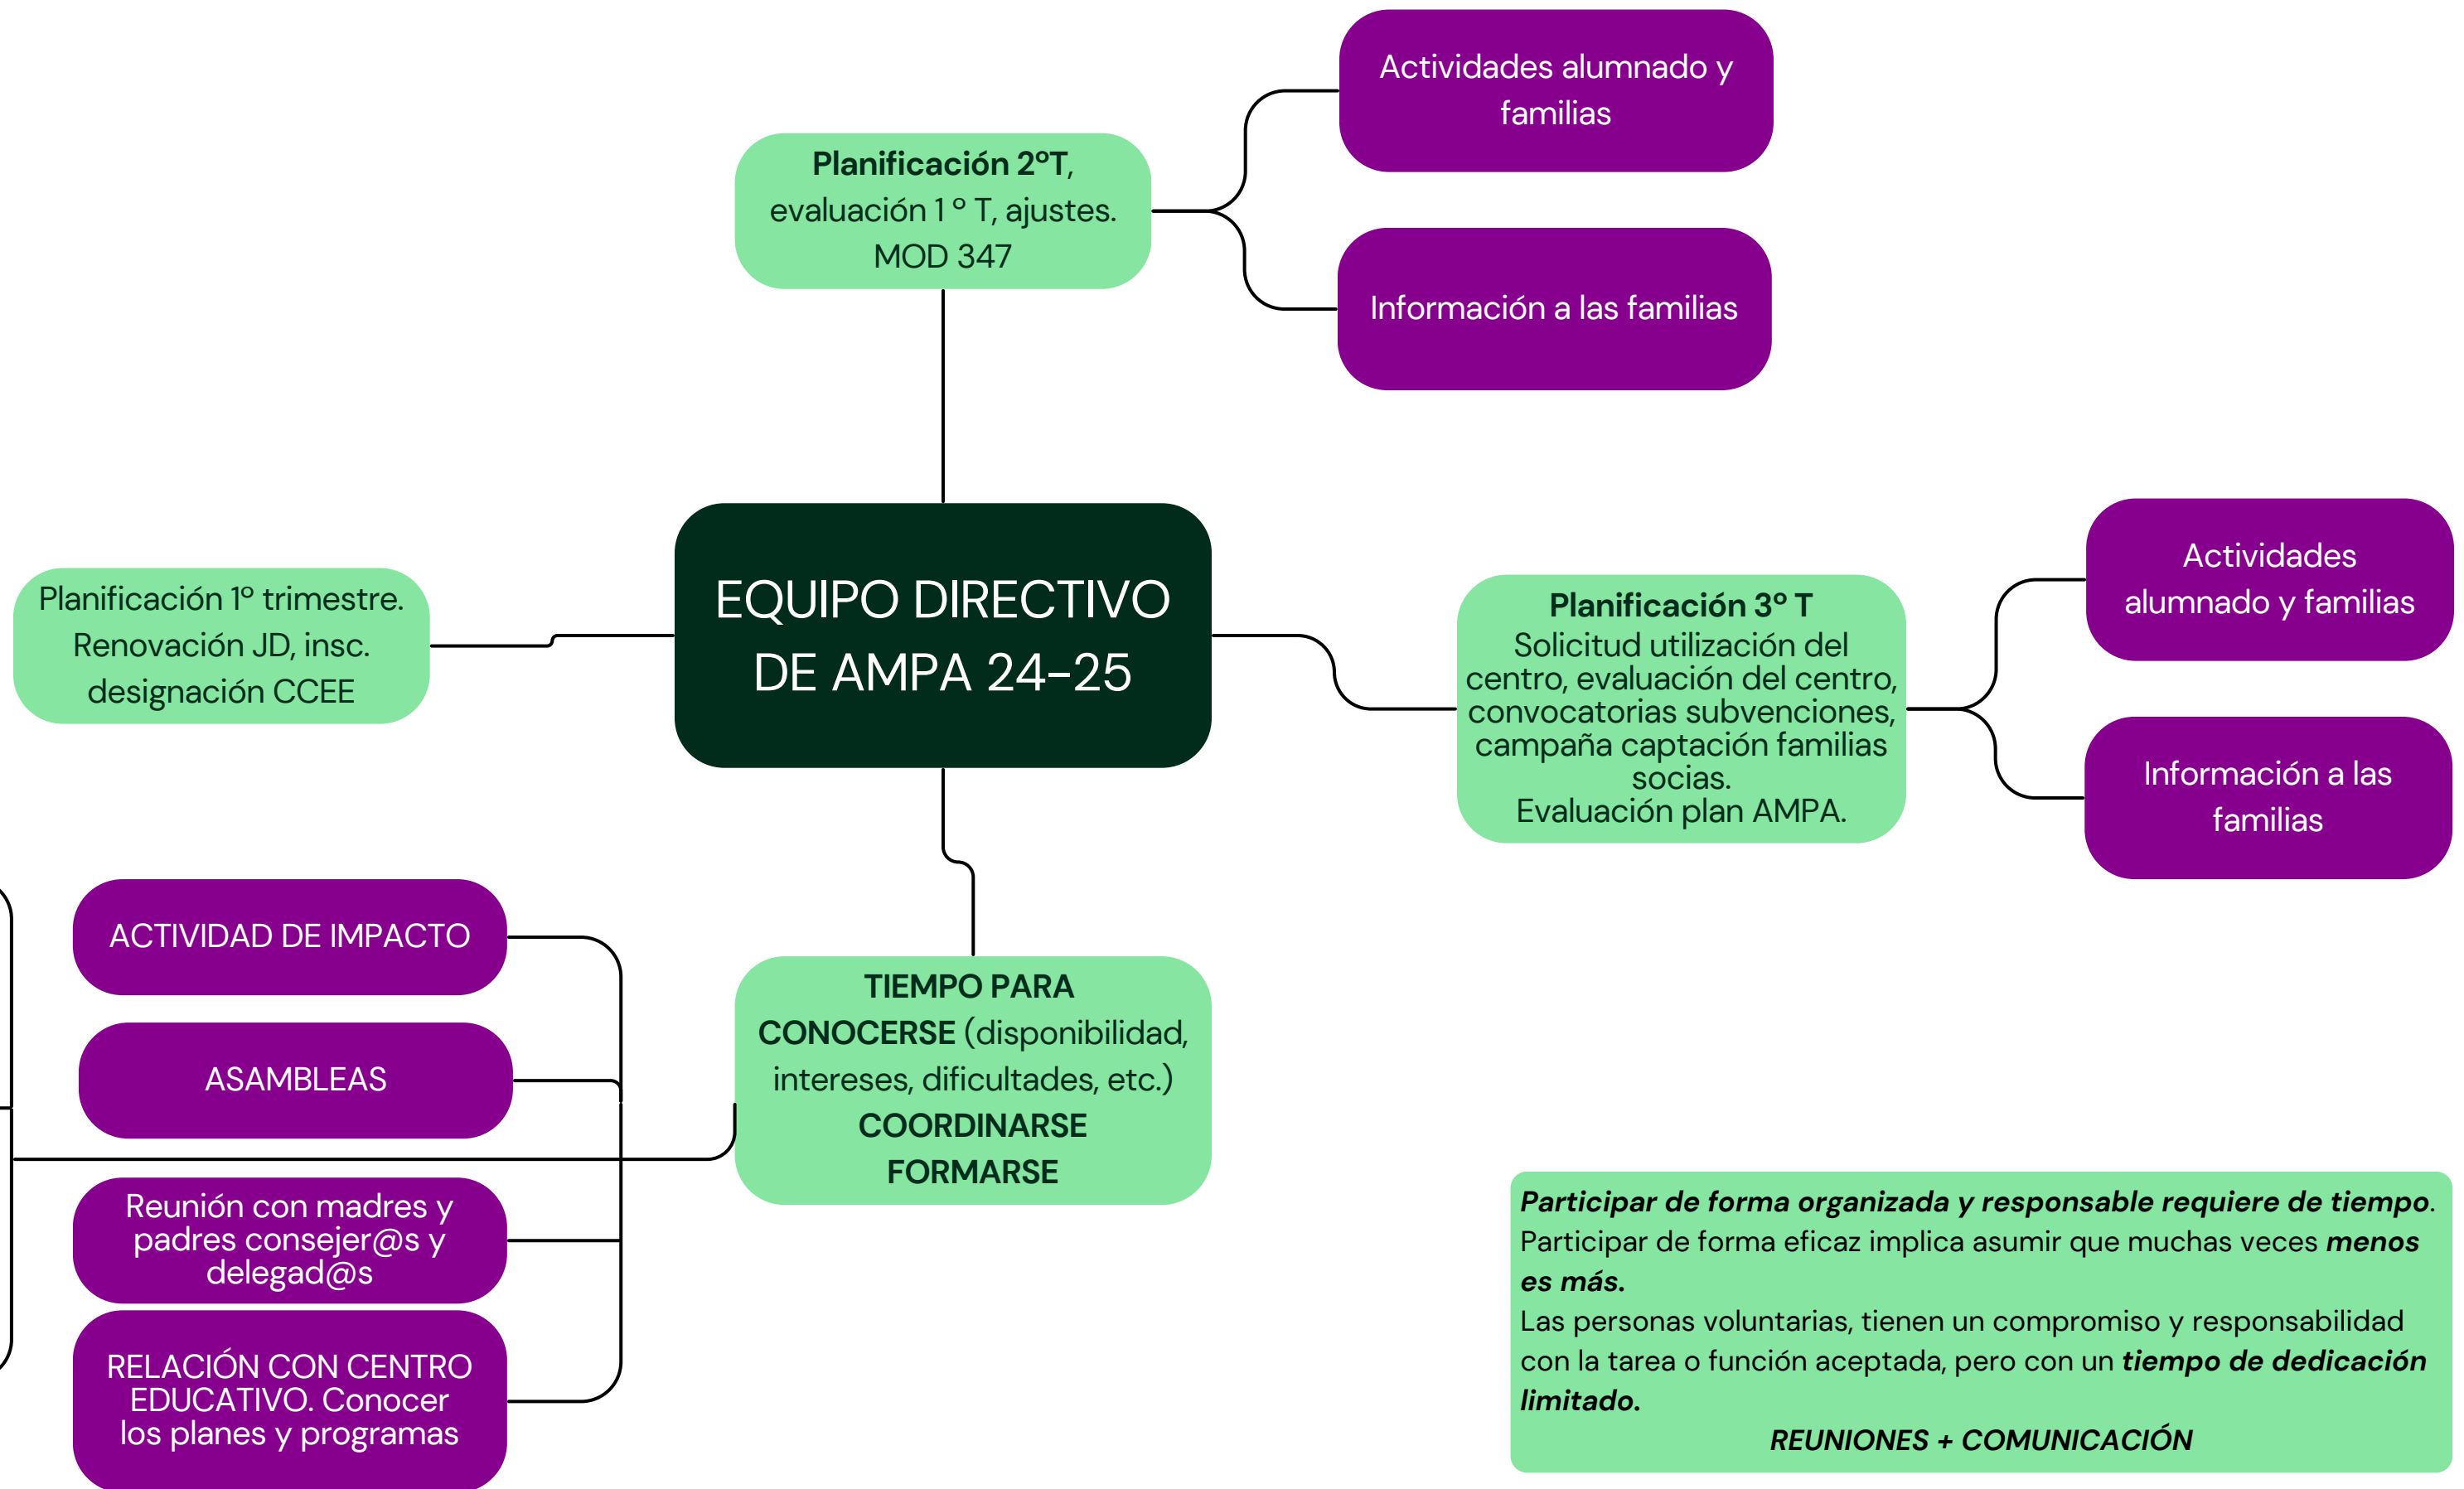 Actividades alumnado y
familias
Planificación 2ºT,
evaluación 1 º T, ajustes.
MOD 347
Información a las familias
EQUIPO DIRECTIVO
DE AMPA 24-25
Planificación 1º trimestre.
Renovación JD, insc.
designación CCEE
Planificación 3º T
Solicitud utilización del
centro, evaluación del centro,
convocatorias subvenciones,
campaña captación familias
socias.
Evaluación plan AMPA.
Actividades
alumnado y familias
Información a las
familias
ACTIVIDAD DE IMPACTO
ASAMBLEAS
Reunión con madres y
padres consejer@s y
delegad@s
RELACIÓN CON CENTRO
EDUCATIVO. Conocer
los planes y programas
TIEMPO PARA
CONOCERSE (disponibilidad,
intereses, dificultades, etc.)
COORDINARSE
FORMARSE
Participar de forma organizada y responsable requiere de tiempo.
Participar de forma eficaz implica asumir que muchas veces menos
es más.
Las personas voluntarias, tienen un compromiso y responsabilidad
con la tarea o función aceptada, pero con un tiempo de dedicación
limitado.
REUNIONES + COMUNICACIÓN